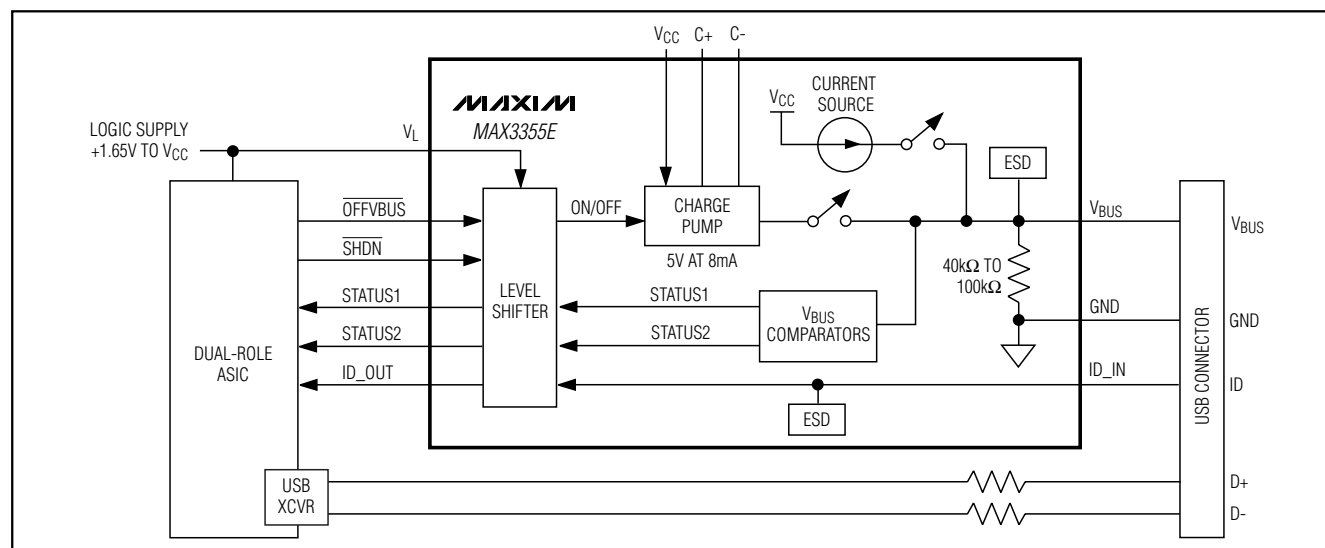 VCC C+ C-
CURRENT
SOURCE
VCC
MAXIM
MAX3355E
LOGIC SUPPLY
+1.65V TO VCC
VL
ESD
OFFVBUS
ON/OFF
CHARGE
PUMP
VBUS
VBUS
SHDN
5V AT 8mA
40kΩ TO
100kΩ
LEVEL
SHIFTER
STATUS1
STATUS1
VBUS
COMPARATORS
GND
GND
STATUS2
STATUS2
DUAL-ROLE
ASIC
ID_OUT
ID_IN
ID
USB CONNECTOR
ESD
USB
XCVR
D+
D-